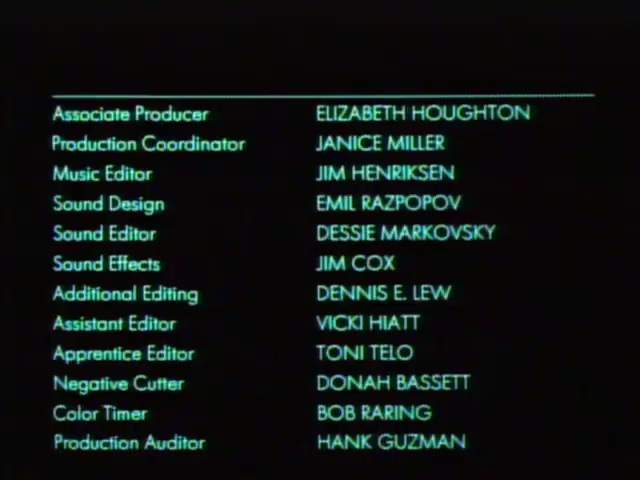 Associate Producer ELIZABETH HOUGHTON
Production Coordinator JANICE MILLER
Music Editor JIM HENRIKSEN
Sound Design EMIL RAZPOPOV
Sound Editor DESSIE MARKOVSKY
Sound Effects JIM COX
Additional Editing DENNIS E. LEW
Assistant Editor VICKI HIATT
Apprentice Editor TONI TELO
Negative Cutter DONAH BASSETT
Color Timer BOB RARING
Production Auditor HANK GUZMAN